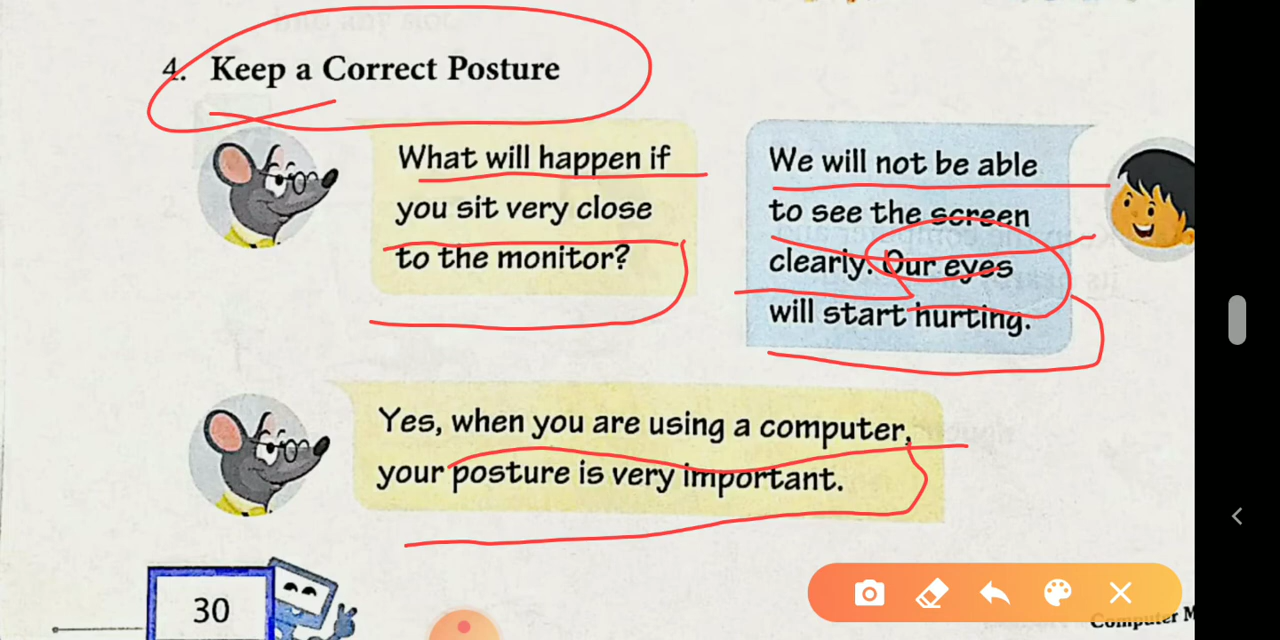 4. Keep a Correct Posture
What will happen if
you sit very close
to the monitor?
We will not be able
to see the screen
clearly. Our eyes
will start hurting.
Yes, when you are using a computer,
your posture is very important.
30
Computer M